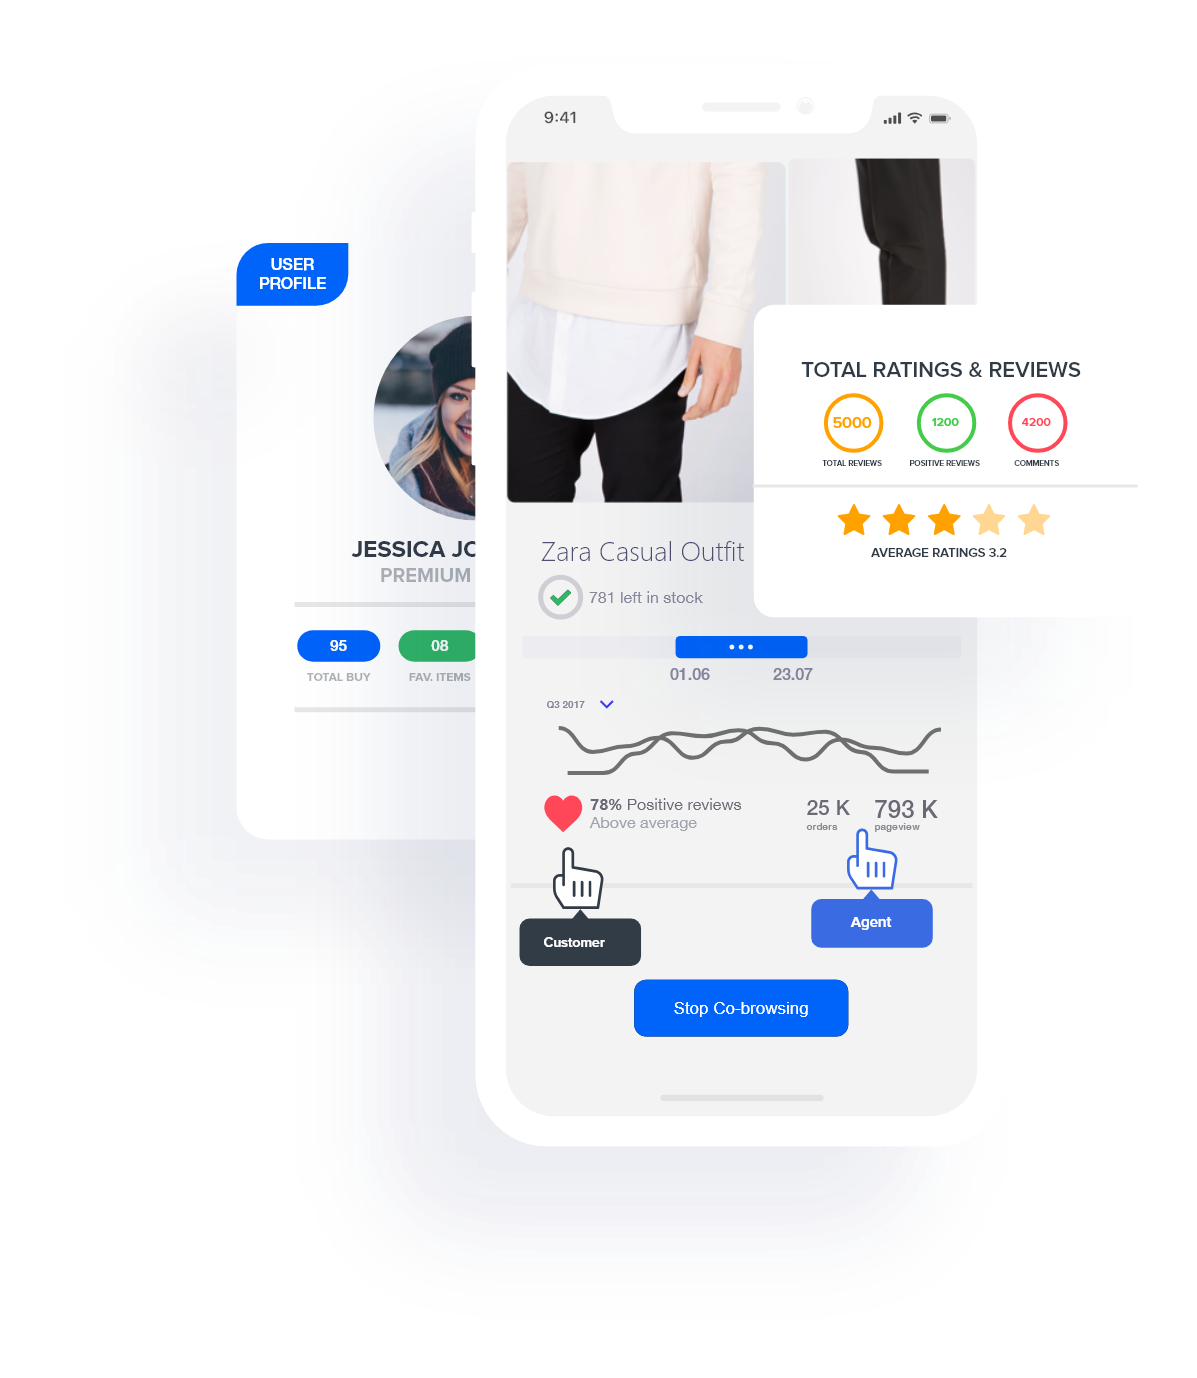 9:41
USER
PROFILE
JESSICA JO
PREMIUM
95
08
TOTAL BUY
FAV. ITEMS
TOTAL RATINGS & REVIEWS
5000
1200
4200
TOTAL REVIEWS
POSITIVE REVIEWS
COMMENTS
AVERAGE RATINGS 3.2
Zara Casual Outfit
781 left in stock
01.06
23.07
Q3 2017
78% Positive reviews
Above average
25 K
orders
793 K
pageview
Customer
Agent
Stop Co-browsing